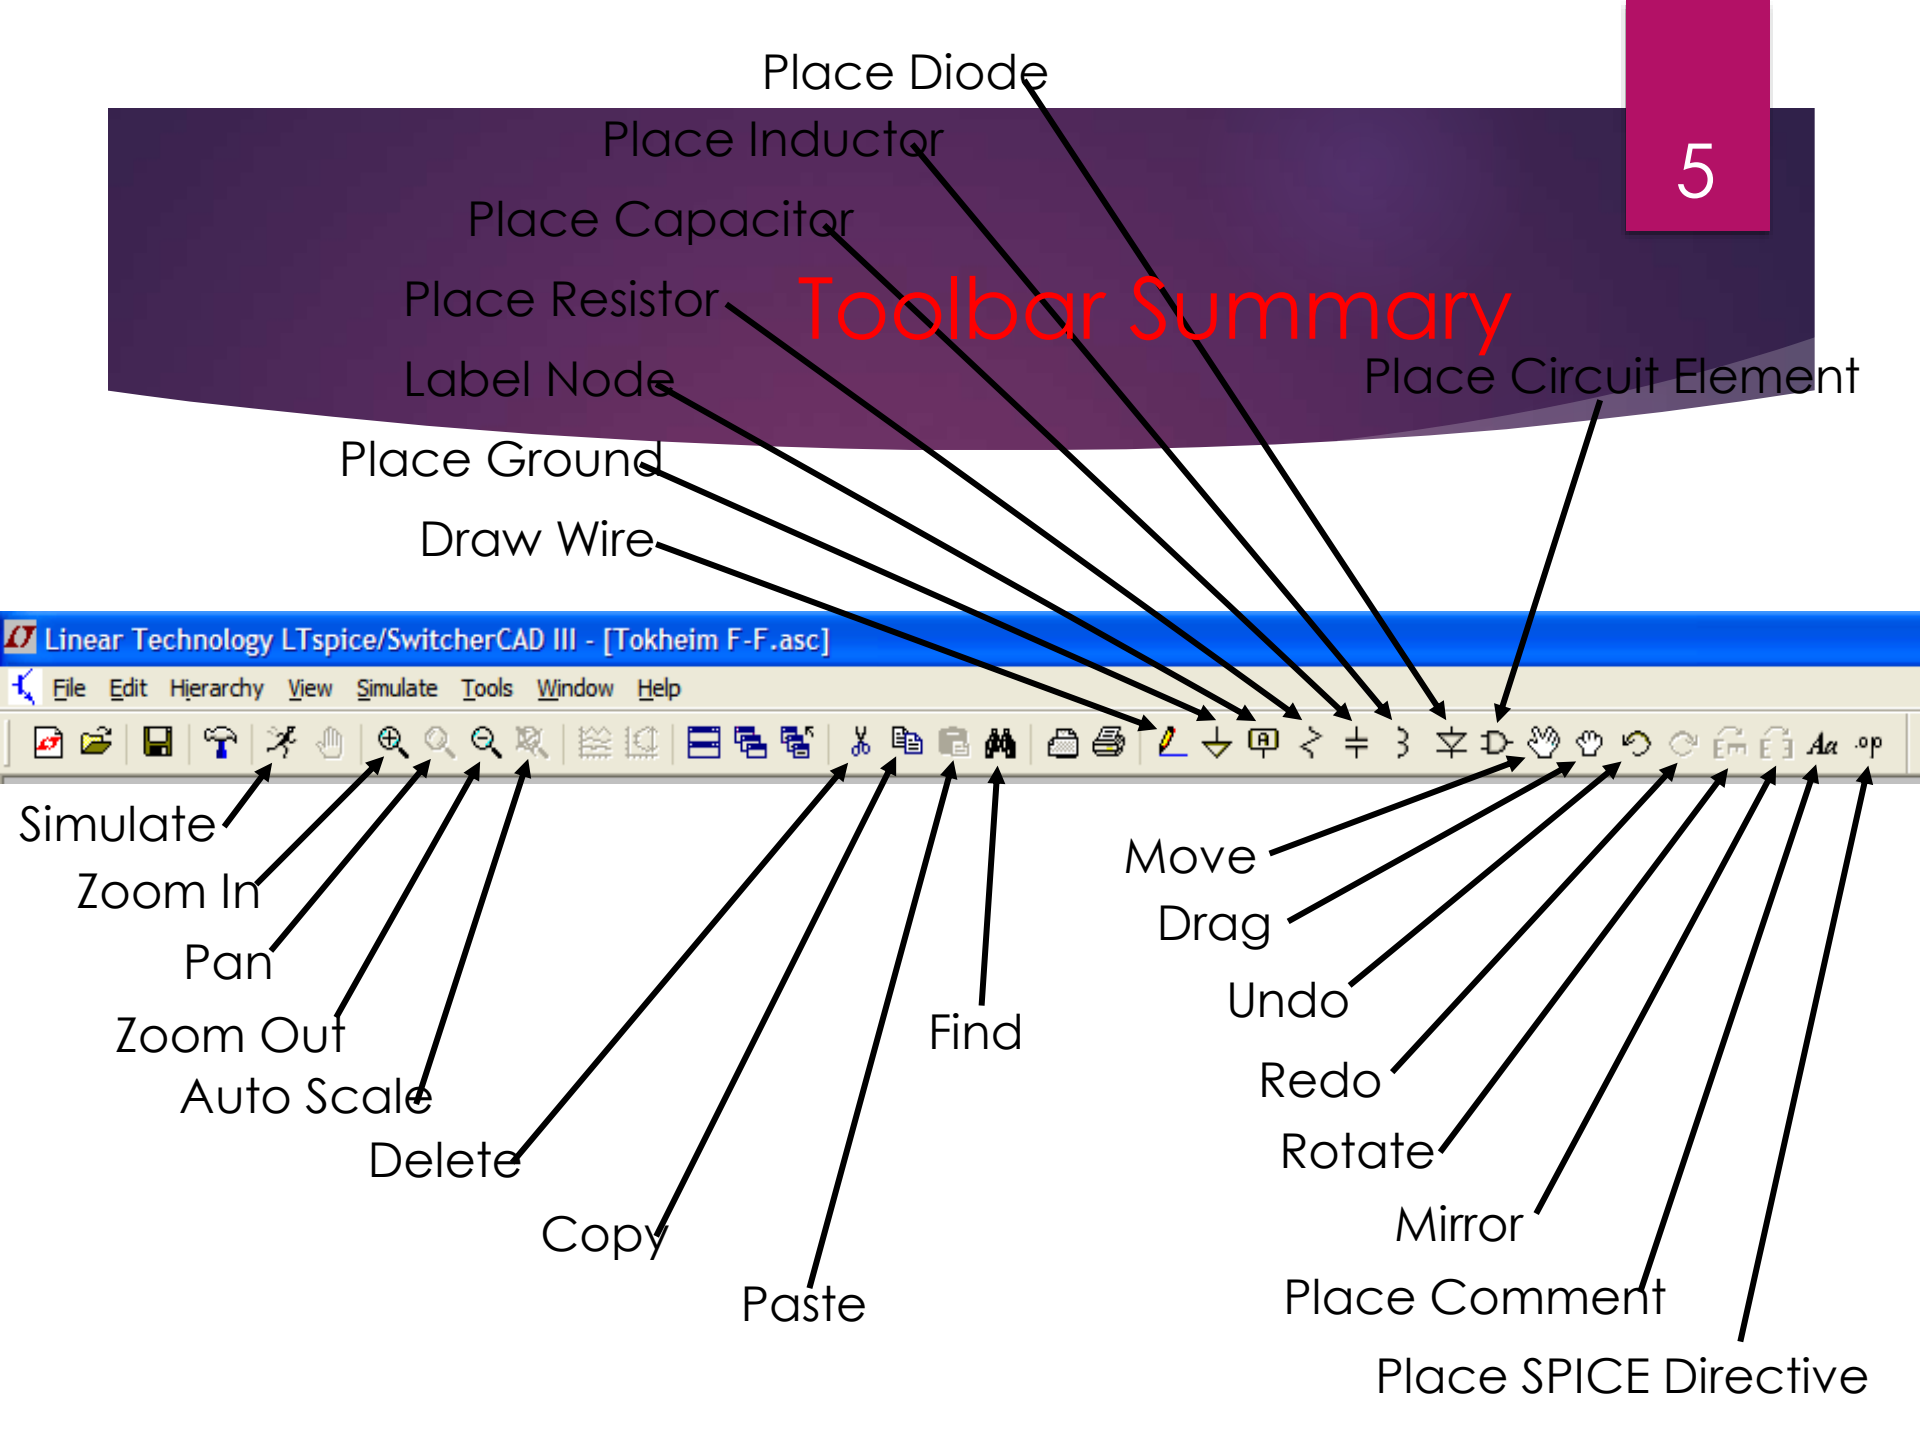 Place Diode
5
Place Inductor
Place Capacitor
Place Resistor
Toolbar Summary
Label Node
Place Circuit Element
Place Ground
Draw Wire
Linear Technology LTspice/SwitcherCAD III - [Tokheim F-F.asc]
File Edit Hierarchy View Simulate Tools Window Help
A
Aa .op
Simulate
Zoom In
Pan
Zoom Out
Auto Scale
Delete
Copy
Paste
Find
Move
Drag
Undo
Redo
Rotate
Mirror
Place Comment
Place SPICE Directive